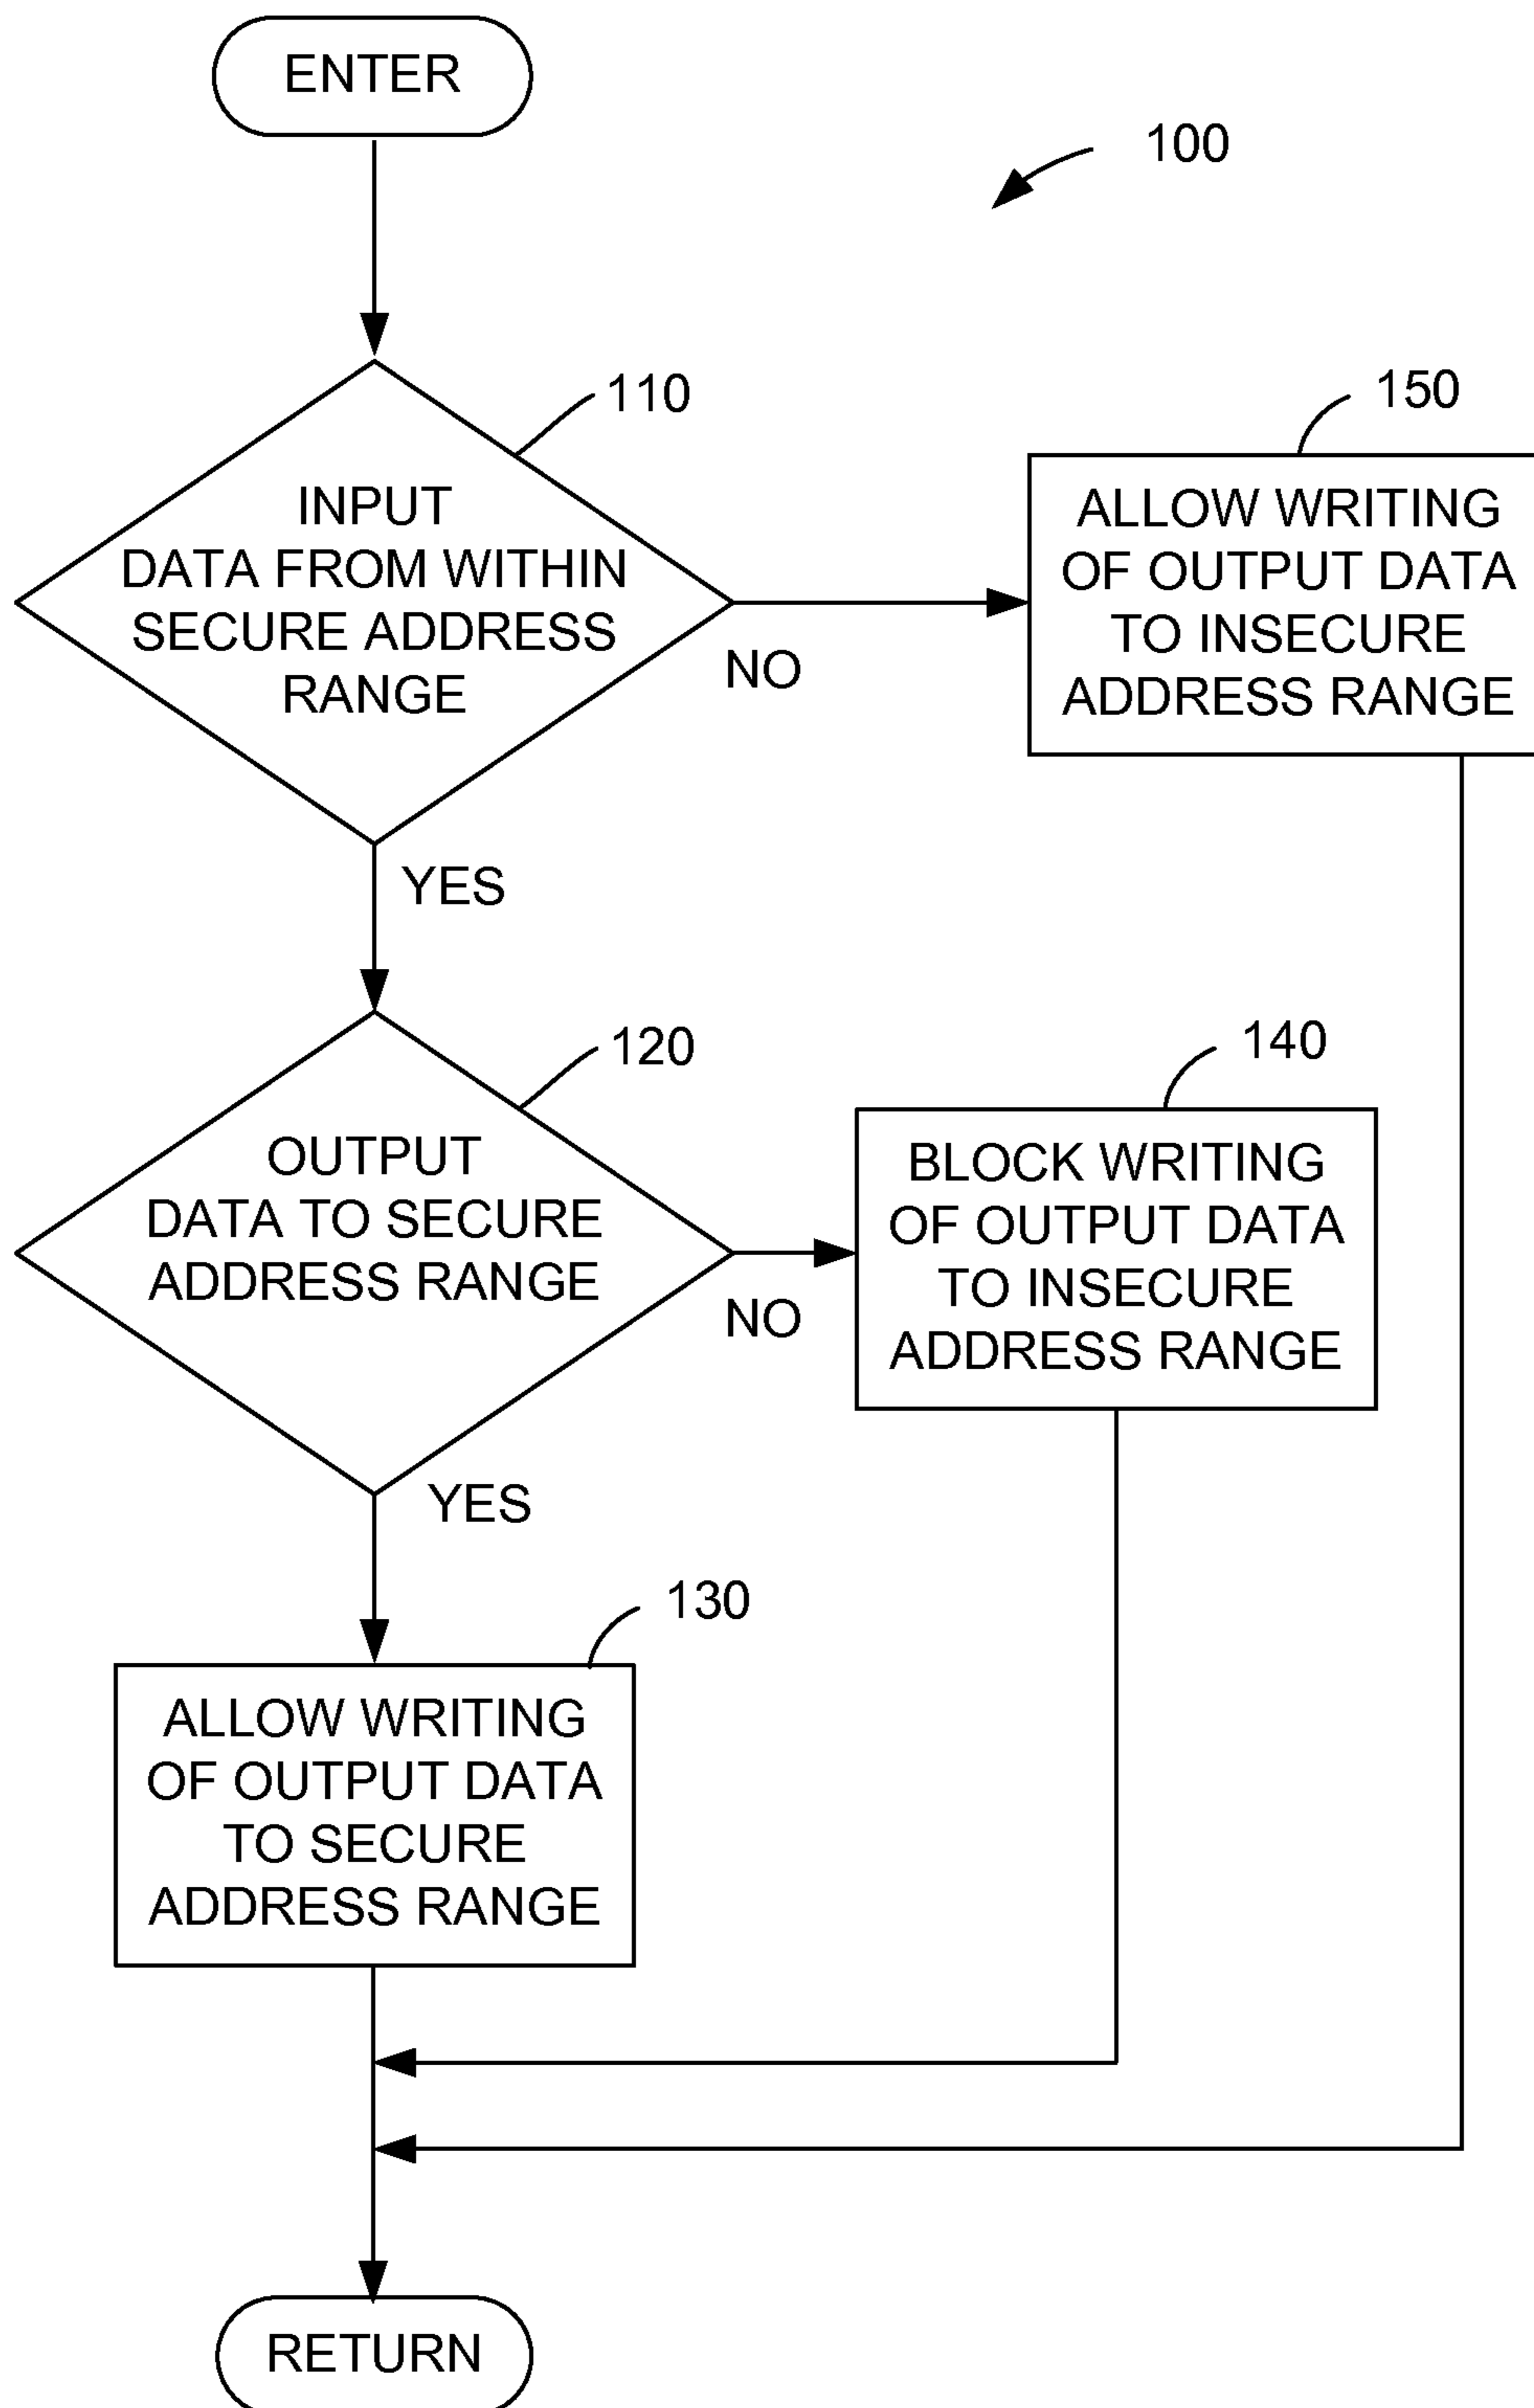 ENTER
100
110
INPUT
DATA FROM WITHIN
SECURE ADDRESS
RANGE
NO
YES
150
ALLOW WRITING
OF OUTPUT DATA
TO INSECURE
ADDRESS RANGE
120
OUTPUT
DATA TO SECURE
ADDRESS RANGE
NO
YES
140
BLOCK WRITING
OF OUTPUT DATA
TO INSECURE
ADDRESS RANGE
130
ALLOW WRITING
OF OUTPUT DATA
TO SECURE
ADDRESS RANGE
RETURN